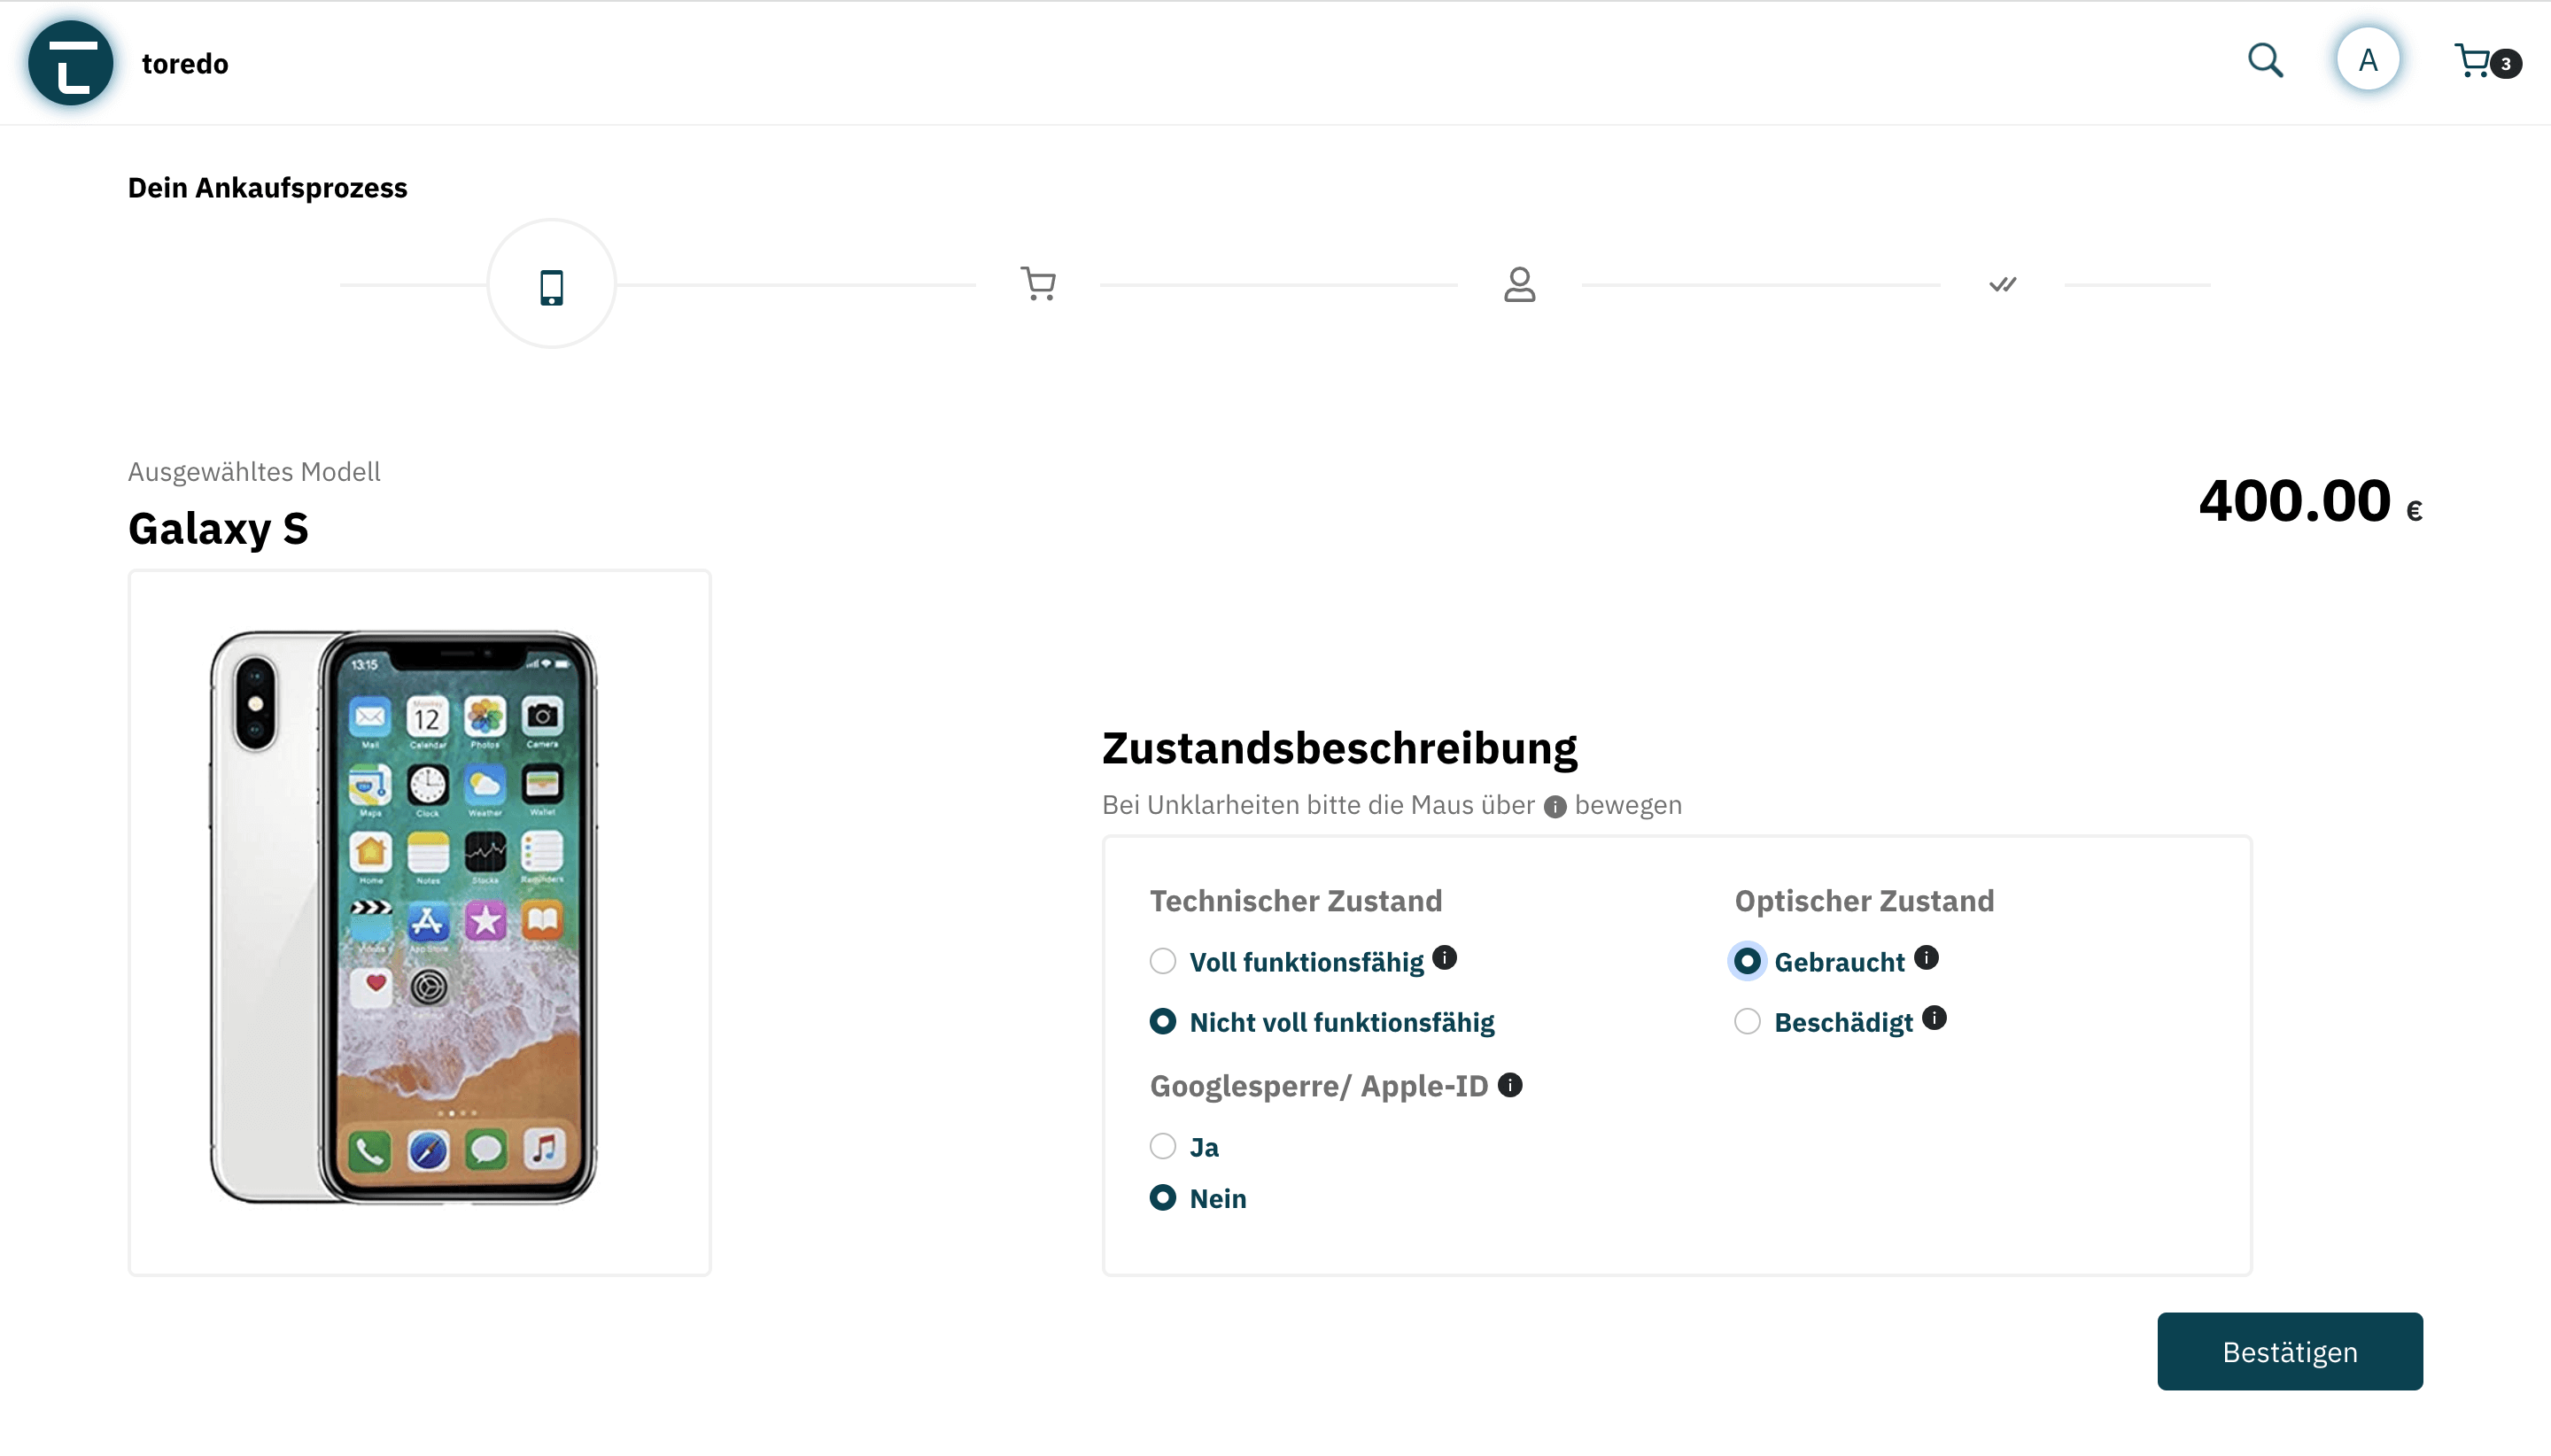 toredo
A
3
Dein Ankaufsprozess
Ausgewähltes Modell
Galaxy S
400.00 €
13:15
Monday
12
Mail
Calendar
Photos
Camera
Maps
Clock
Weather
Wallet
Home
Notes
Stocks
Reminders
Videos
App Store
Zustandsbeschreibung
Bei Unklarheiten bitte die Maus über i bewegen
Technischer Zustand
Voll funktionsfähig i
Nicht voll funktionsfähig
Googlesperre/ Apple-ID i
Ja
Nein
Optischer Zustand
Gebraucht i
Beschädigt i
Bestätigen